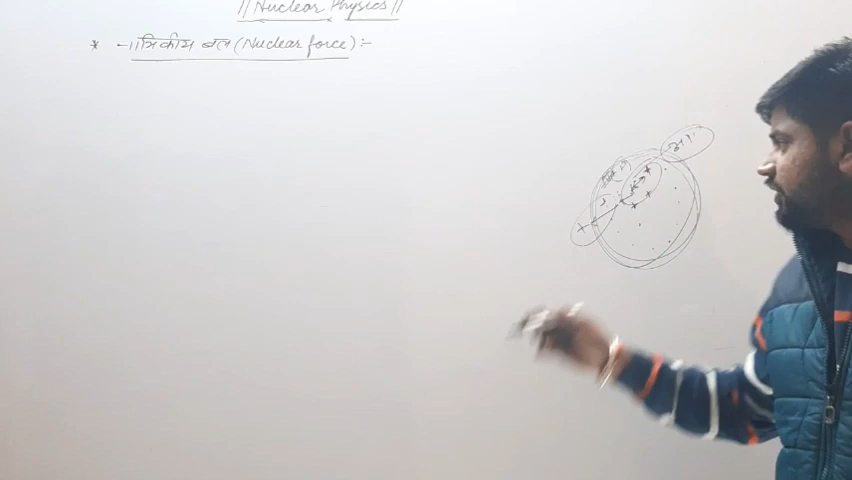 || Nuclear Physics ||
* नाभिकीय बल (Nuclear force) :-